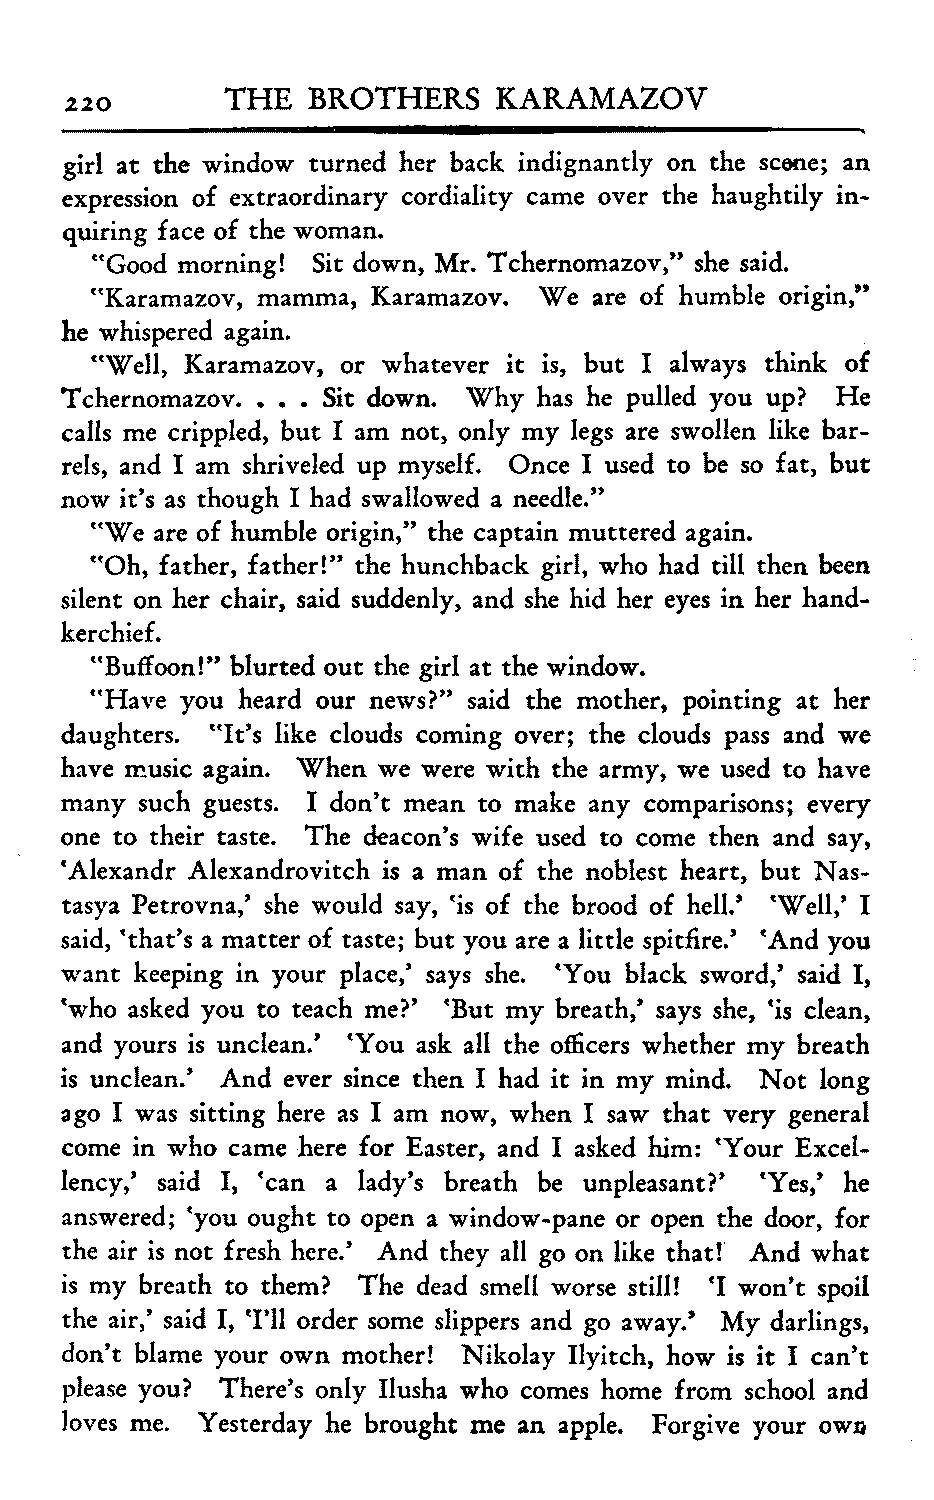 220 THE BROTHERS KARAMAZOV
girl at the window turned her back indignantly on the scene; an
expression of extraordinary cordiality came over the haughtily in-
quiring face of the woman.
"Good morning! Sit down, Mr. Tchernomazov," she said.
"Karamazov, mamma, Karamazov. We are of humble origin,"
he whispered again.
"Well, Karamazov, or whatever it is, but I always think of
Tchernomazov. . . . Sit down. Why has he pulled you up? He
calls me crippled, but I am not, only my legs are swollen like bar-
rels, and I am shriveled up myself. Once I used to be so fat, but
now it's as though I had swallowed a needle."
"We are of humble origin," the captain muttered again.
"Oh, father, father!" the hunchback girl, who had till then been
silent on her chair, said suddenly, and she hid her eyes in her hand-
kerchief.
"Buffoon!" blurted out the girl at the window.
"Have you heard our news?" said the mother, pointing at her
daughters. "It's like clouds coming over; the clouds pass and we
have music again. When we were with the army, we used to have
many such guests. I don't mean to make any comparisons; every
one to their taste. The deacon's wife used to come then and say,
'Alexandr Alexandrovitch is a man of the noblest heart, but Nas-
tasya Petrovna,' she would say, 'is of the brood of hell.' 'Well,' I
said, 'that's a matter of taste; but you are a little spitfire.' 'And you
want keeping in your place,' says she. 'You black sword,' said I,
'who asked you to teach me?' 'But my breath,' says she, 'is clean,
and yours is unclean.' 'You ask all the officers whether my breath
is unclean.' And ever since then I had it in my mind. Not long
ago I was sitting here as I am now, when I saw that very general
come in who came here for Easter, and I asked him: 'Your Excel-
lency,' said I, 'can a lady's breath be unpleasant?' 'Yes,' he
answered; 'you ought to open a window-pane or open the door, for
the air is not fresh here.' And they all go on like that! And what
is my breath to them? The dead smell worse still! 'I won't spoil
the air,' said I, 'I'll order some slippers and go away.' My darlings,
don't blame your own mother! Nikolay Ilyitch, how is it I can't
please you? There's only Ilusha who comes home from school and
loves me. Yesterday he brought me an apple. Forgive your own